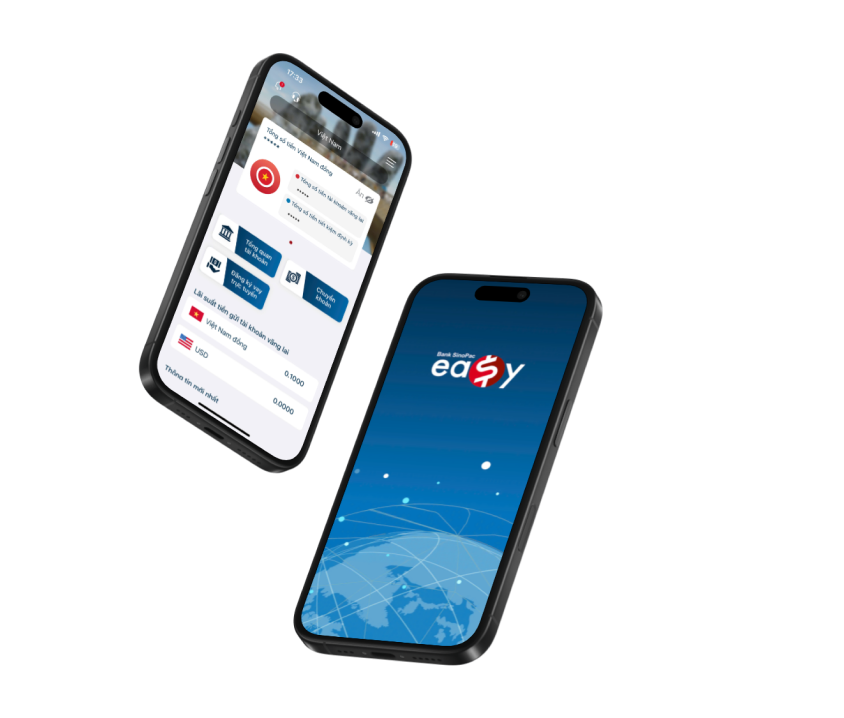 17:33
Việt Nam
Tổng số tiền Việt Nam đồng
*****
Ẩn
Tổng số tiền tài khoản vãng lai
*****
Tổng số tiền tiết kiệm định kỳ
*****
Tổng quan
tài khoản
Chuyển
khoản
Đăng ký vay
trực tuyến
Lãi suất tiền gửi tài khoản vãng lai
Việt Nam đồng
0.1000
USD
0.0000
Thông tin mới nhất
Bank SinoPac
ea$y